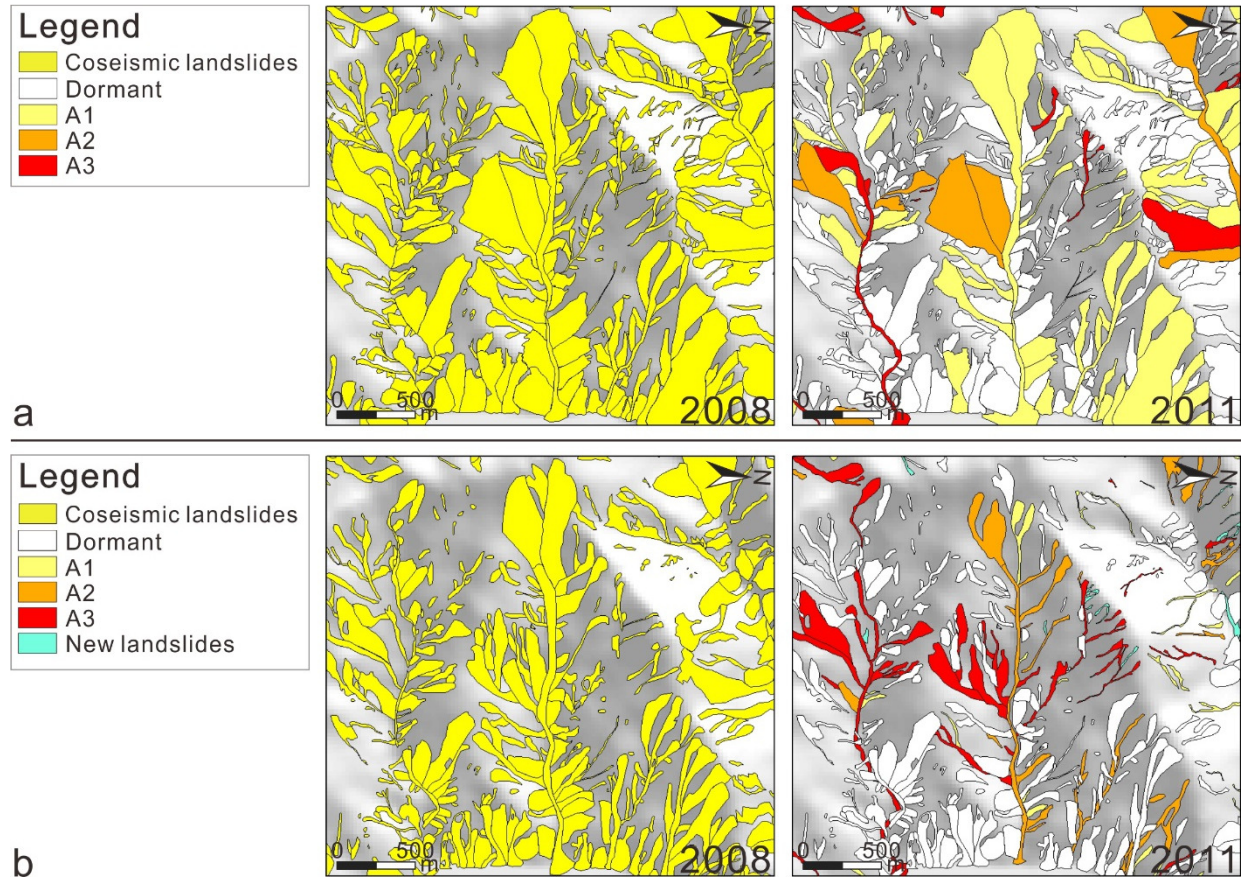 Legend
Coseismic landslides
Dormant
A1
A2
A3
N
0 500
m
2008
N
0 500
m
2011
a
Legend
Coseismic landslides
Dormant
A1
A2
A3
New landslides
N
0 500
m
2008
N
0 500
m
2011
b